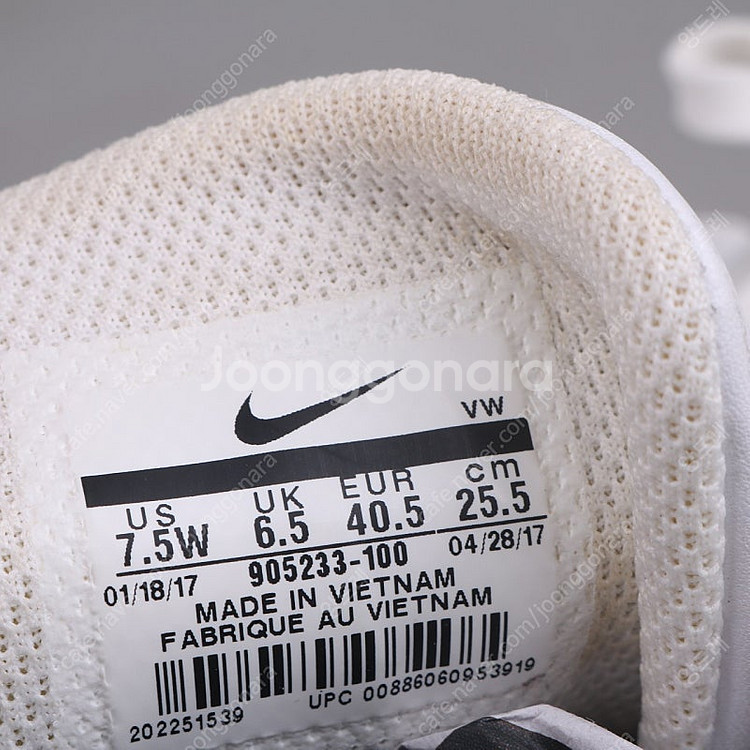 Joonggonara
VW
US UK EUR cm
7.5W 6.5 40.5 25.5
01/18/17 905233-100 04/28/17
MADE IN VIETNAM
FABRIQUE AU VIETNAM
202251539 UPC 00886060953919